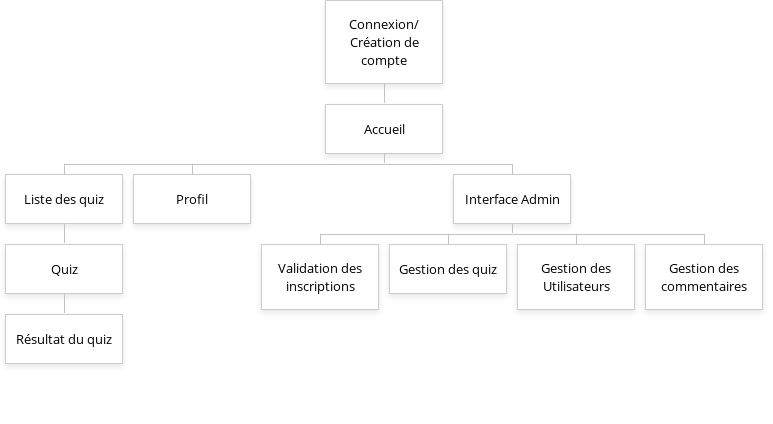 Connexion/
Création de
compte
Accueil
Liste des quiz
Profil
Interface Admin
Quiz
Validation des
inscriptions
Gestion des quiz
Gestion des
Utilisateurs
Gestion des
commentaires
Résultat du quiz